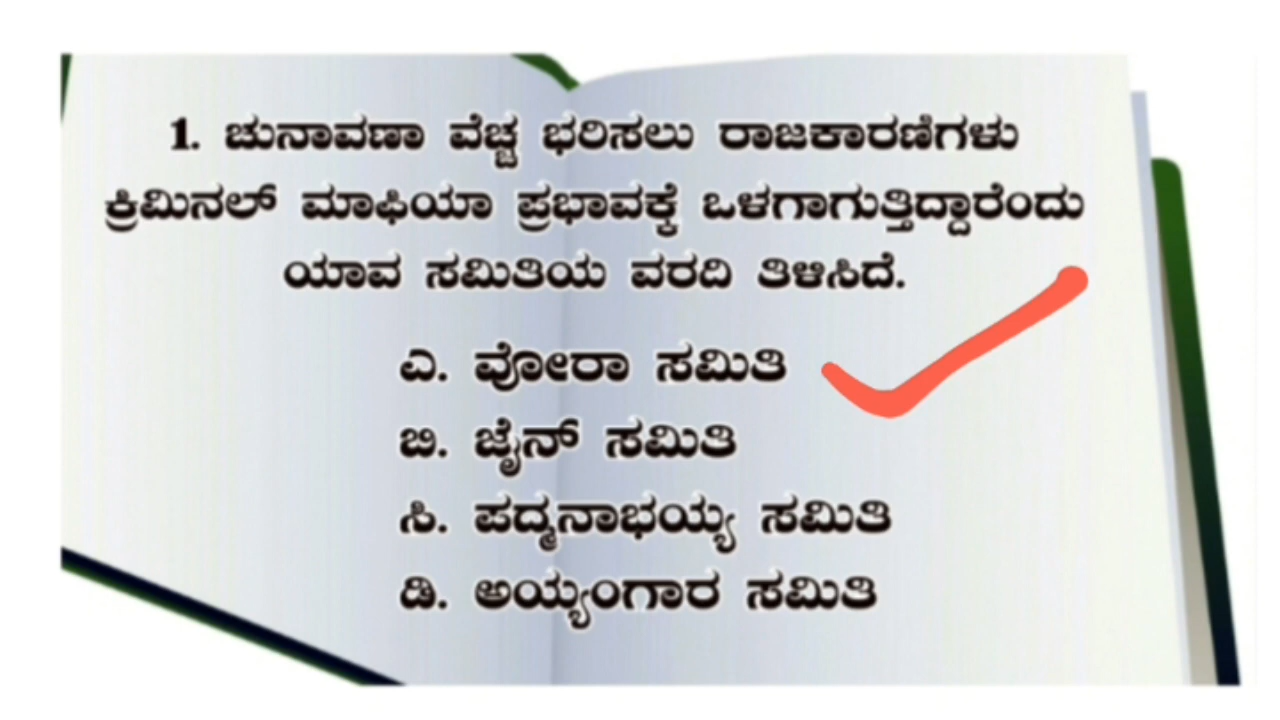 1. ಚುನಾವಣಾ ವೆಚ್ಚ ಭರಿಸಲು ರಾಜಕಾರಣಿಗಳು
ಕ್ರಿಮಿನಲ್ ಮಾಫಿಯಾ ಪ್ರಭಾವಕ್ಕೆ ಒಳಗಾಗುತ್ತಿದ್ದಾರೆಂದು
ಯಾವ ಸಮಿತಿಯ ವರದಿ ತಿಳಿಸಿದೆ.
ಎ. ವೋರಾ ಸಮಿತಿ
ಬಿ. ಜೈನ್ ಸಮಿತಿ
ಸಿ. ಪದ್ಮನಾಭಯ್ಯ ಸಮಿತಿ
ಡಿ. ಅಯ್ಯಂಗಾರ ಸಮಿತಿ